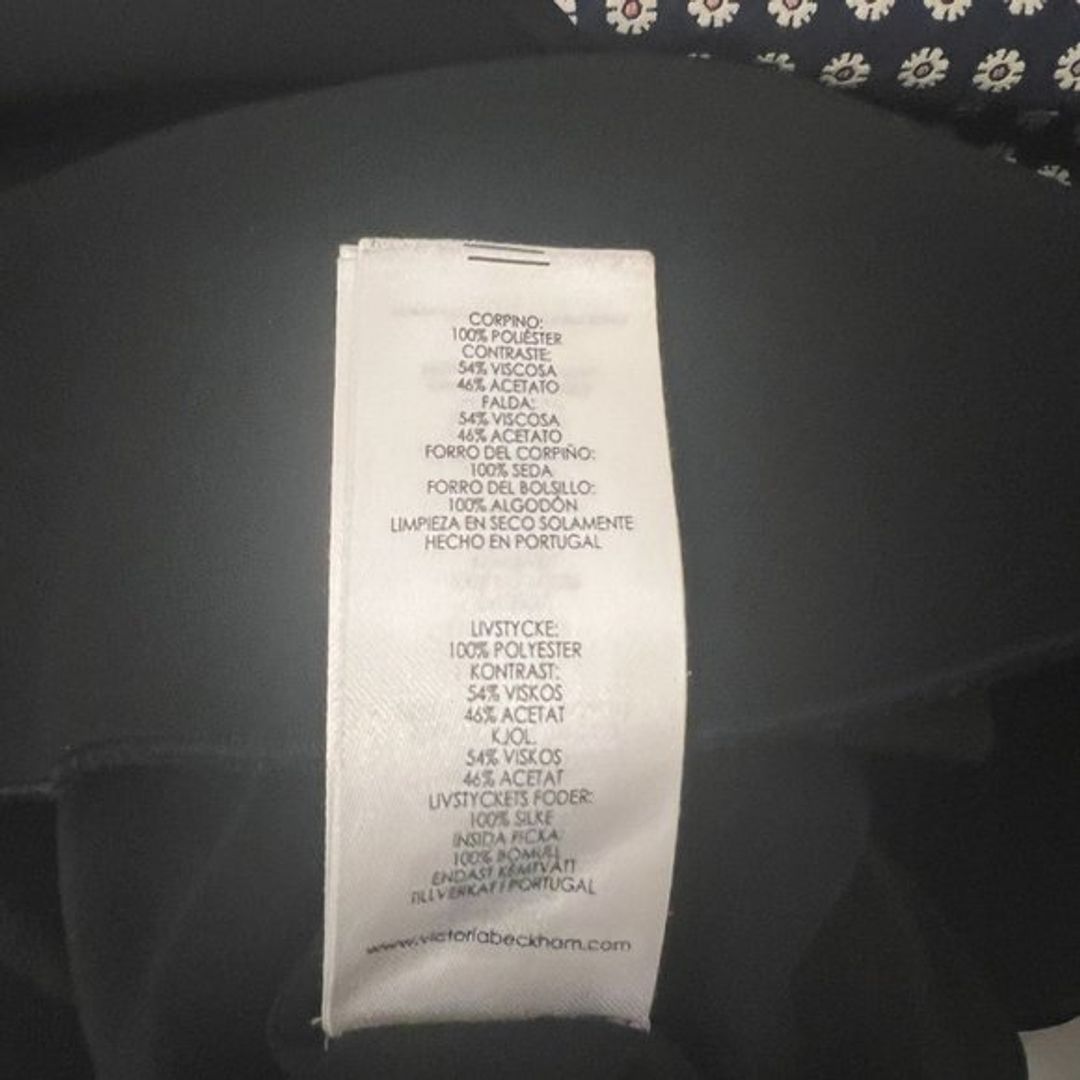 CORPINO:
100% POLIÉSTER
CONTRASTE:
54% VISCOSA
46% ACETATO
FALDA:
54% VISCOSA
46% ACETATO
FORRO DEL CORPIÑO:
100% SEDA
FORRO DEL BOLSILLO:
100% ALGODÓN
LIMPIEZA EN SECO SOLAMENTE
HECHO EN PORTUGAL
LIVSTYCKE:
100% POLYESTER
KONTRAST:
54% VISKOS
46% ACETAT
KJOL.
54% VISKOS
46% ACETAT
LIVSTYCKETS FODER:
100% SILKE
INSIDA FICKA:
100% BOMULL
ENDAST KEMTVÄTT
TILLVERKAT I PORTUGAL
www.victoriabeckham.com